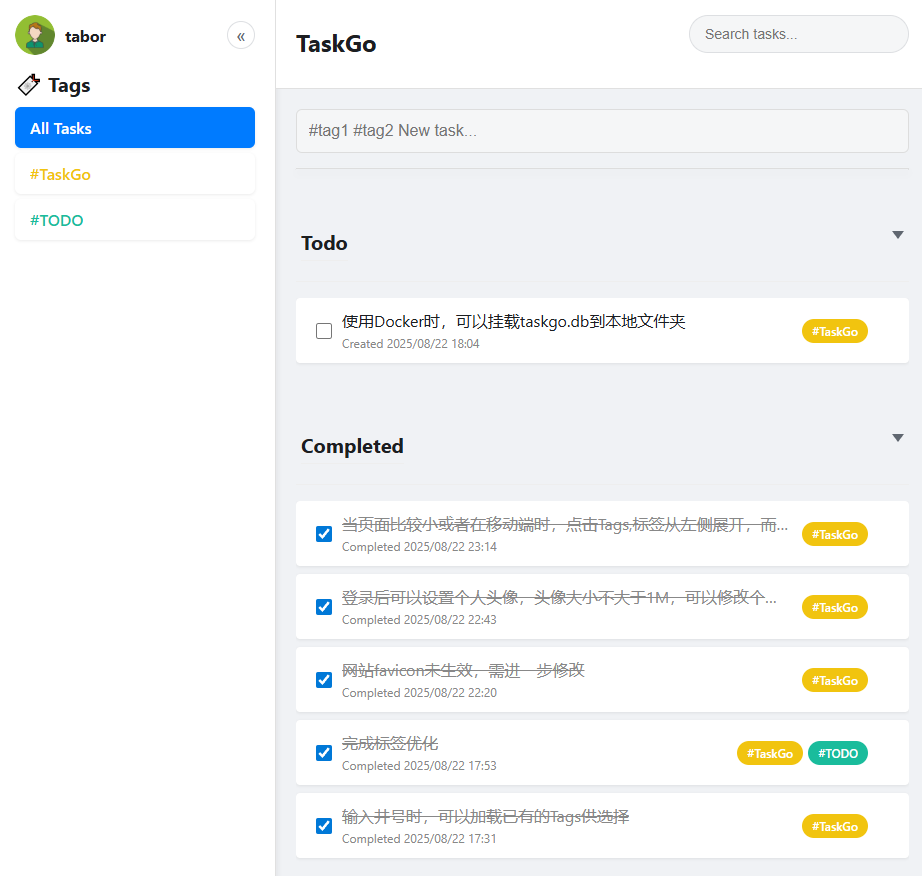 tabor
«
Tags
All Tasks
#TaskGo
#TODO
TaskGo
Search tasks...
#tag1 #tag2 New task...
Todo
使用Docker时，可以挂载taskgo.db到本地文件夹
Created 2025/08/22 18:04
#TaskGo
Completed
当页面比较小或者在移动端时，点击Tags,标签从左侧展开，而...
Completed 2025/08/22 23:14
#TaskGo
登录后可以设置个人头像，头像大小不大于1M，可以修改个...
Completed 2025/08/22 22:43
#TaskGo
网站favicon未生效，需进一步修改
Completed 2025/08/22 22:20
#TaskGo
完成标签优化
Completed 2025/08/22 17:53
#TaskGo #TODO
输入井号时，可以加载已有的Tags供选择
Completed 2025/08/22 17:31
#TaskGo